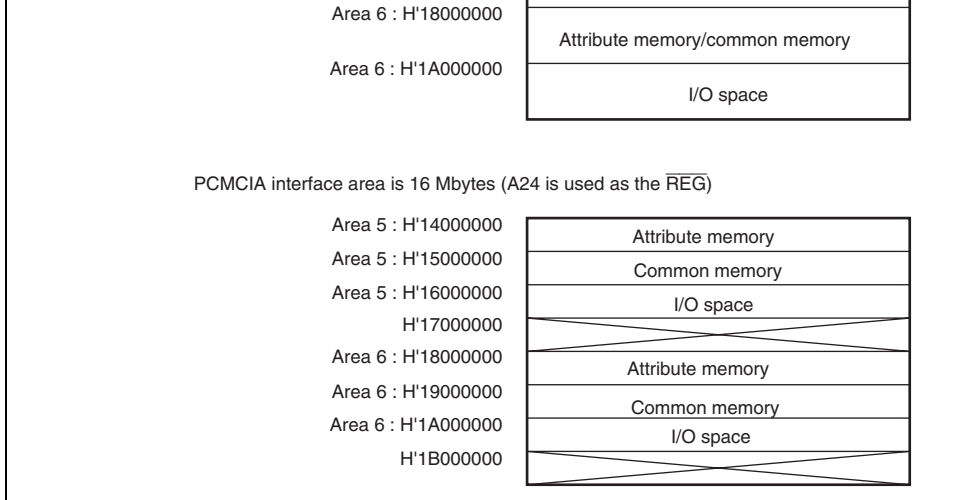 Area 6 : H'18000000
Attribute memory/common memory
Area 6 : H'1A000000
I/O space
PCMCIA interface area is 16 Mbytes (A24 is used as the REG)
Area 5 : H'14000000
Attribute memory
Area 5 : H'15000000
Common memory
Area 5 : H'16000000
I/O space
H'17000000
Area 6 : H'18000000
Attribute memory
Area 6 : H'19000000
Common memory
Area 6 : H'1A000000
I/O space
H'1B000000